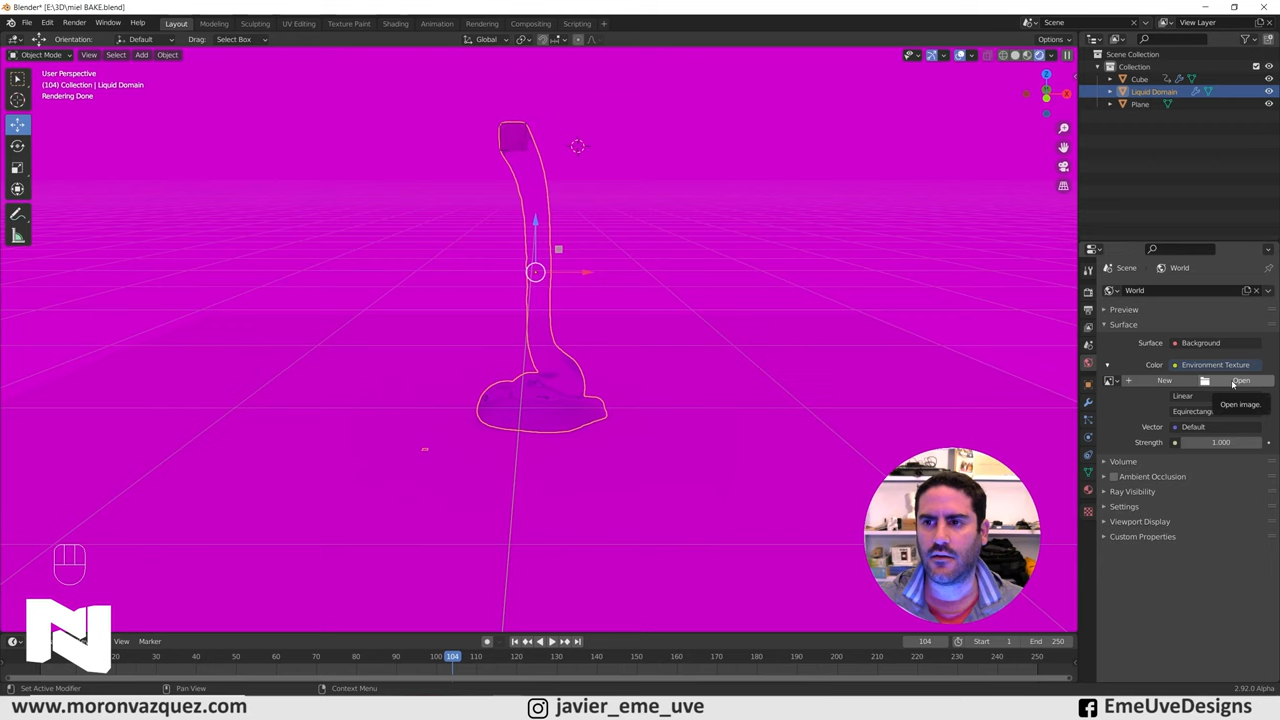 Blender* [E:\3D\miel BAKE.blend]
File Edit Render Window Help Layout Modeling Sculpting UV Editing Texture Paint Shading Animation Rendering Compositing Scripting Scene View Layer
Orientation: Default Drag: Select Box Global Options
Object Mode View Select Add Object
User Perspective
(104) Collection | Liquid Domain
Rendering Done
Scene Collection
Collection
Cube
Liquid Domain
Plane
Scene World
World
Preview
Surface
Surface Background
Color Environment Texture
New Open
Linear
Open image.
Equirectang
Vector Default
Strength 1.000
Volume
Ambient Occlusion
Ray Visibility
Settings
Viewport Display
Custom Properties
N
View Marker 104 Start 1 End 250
20 30 40 50 60 70 80 90 100 104 110 120 130 140 150 160 170 180 190 200 210 220 230 240 250
Set Active Modifier Pan View Context Menu 2.92.0 Alpha
www.moronvazquez.com javier_eme_uve EmeUveDesigns